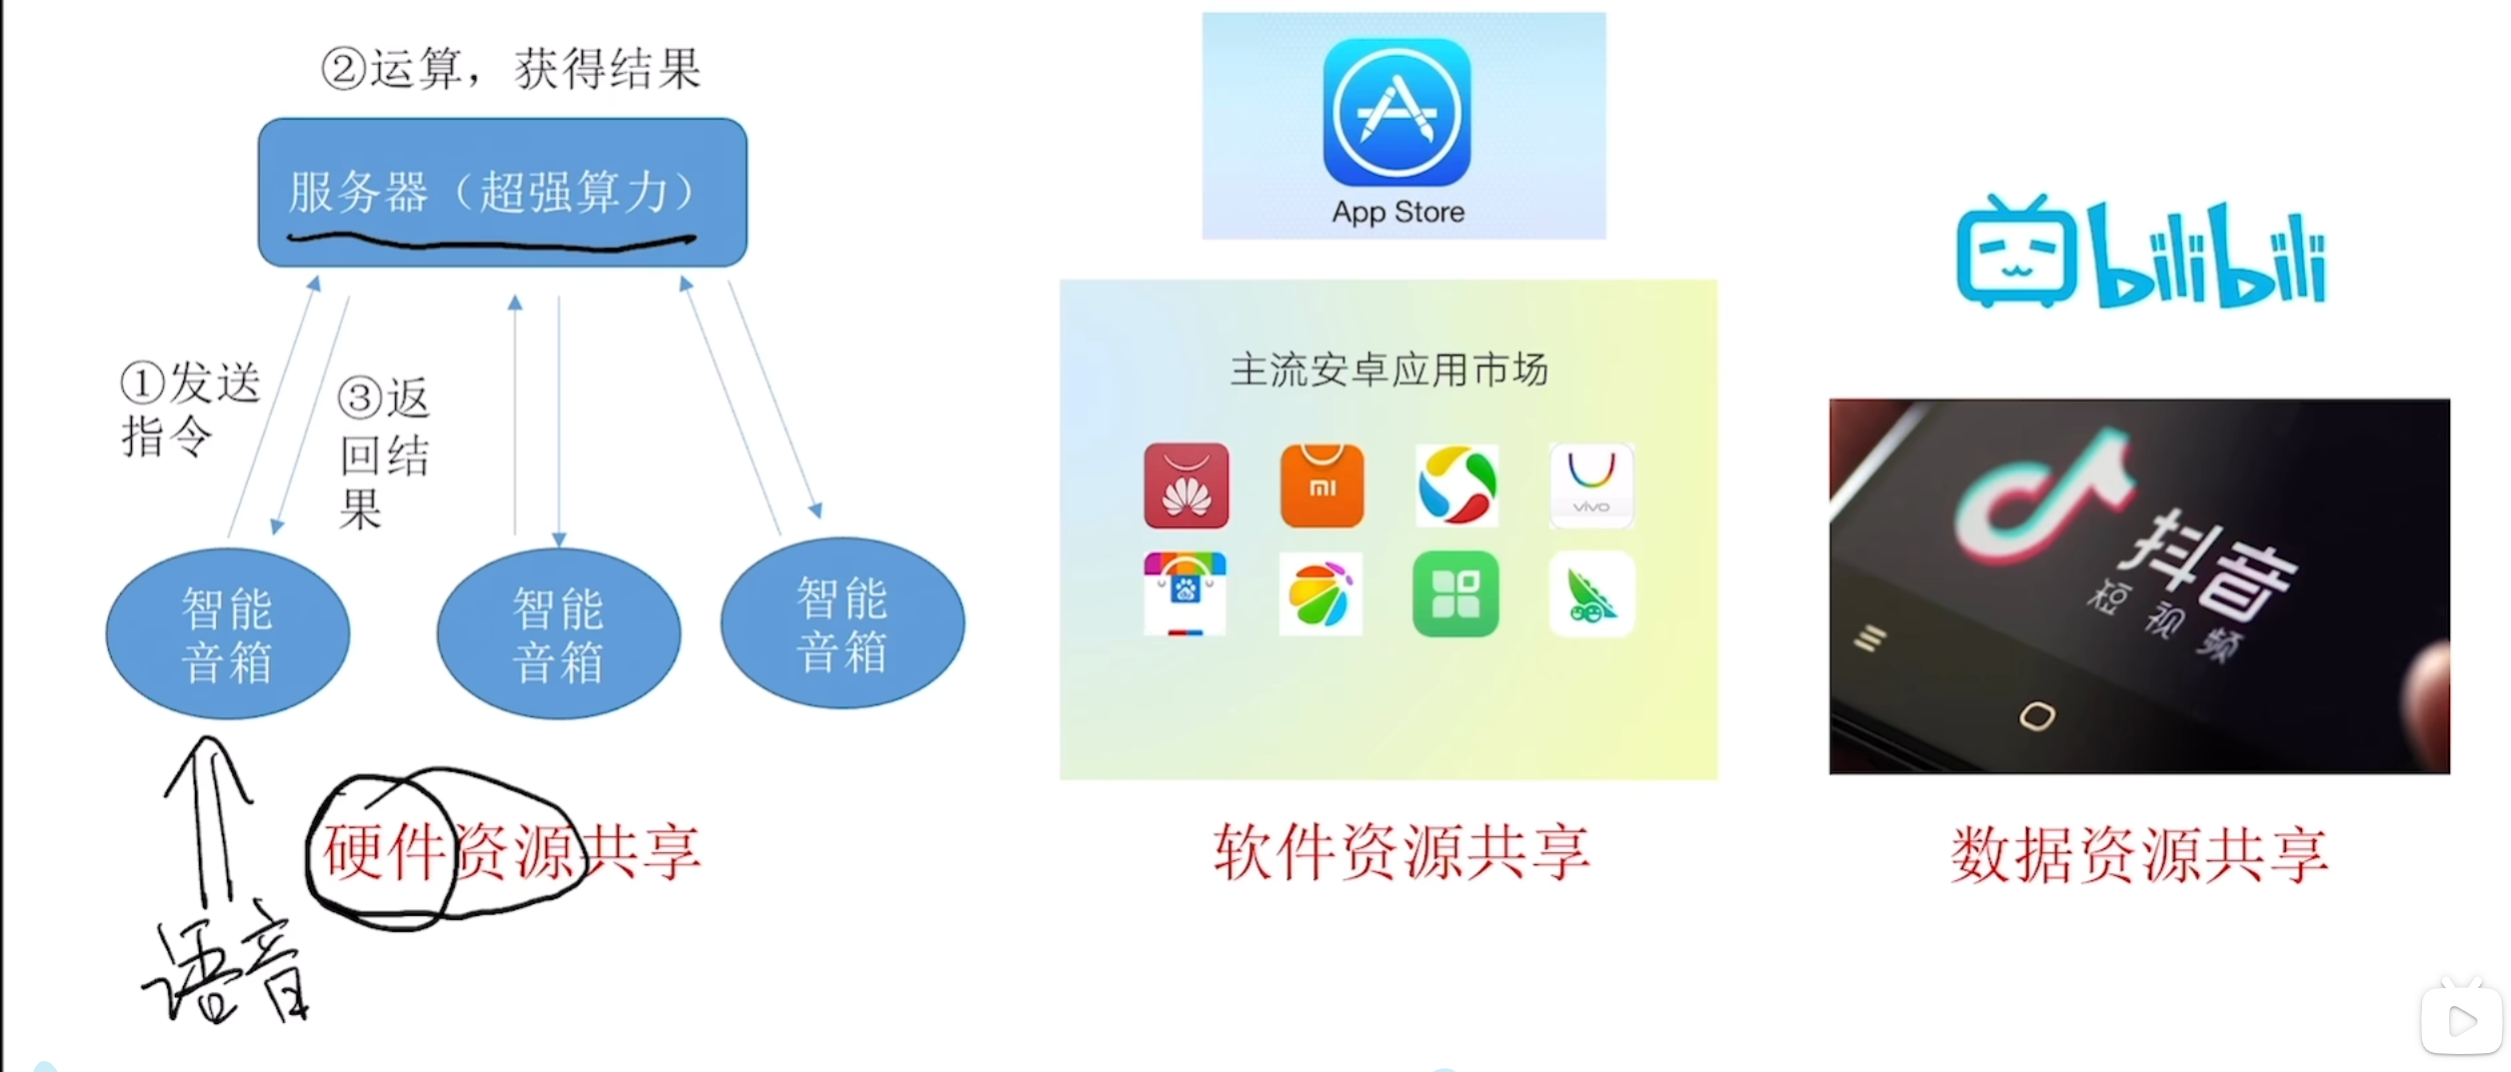 ②运算，获得结果
服务器（超强算力）
①发送
指令
③返
回结
果
智能
音箱
智能
音箱
智能
音箱
语音
硬件资源共享
App Store
主流安卓应用市场
mi
vivo
软件资源共享
bilibili
抖音
短视频
数据资源共享